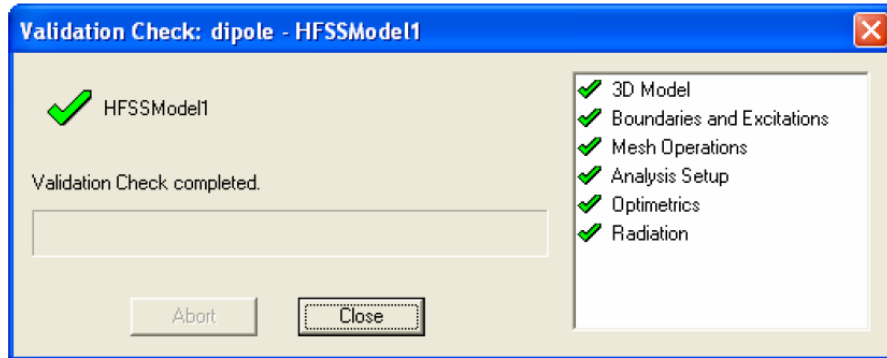 Validation Check: dipole - HFSSModel1
HFSSModel1
Validation Check completed.
Abort
Close
3D Model
Boundaries and Excitations
Mesh Operations
Analysis Setup
Optimetrics
Radiation